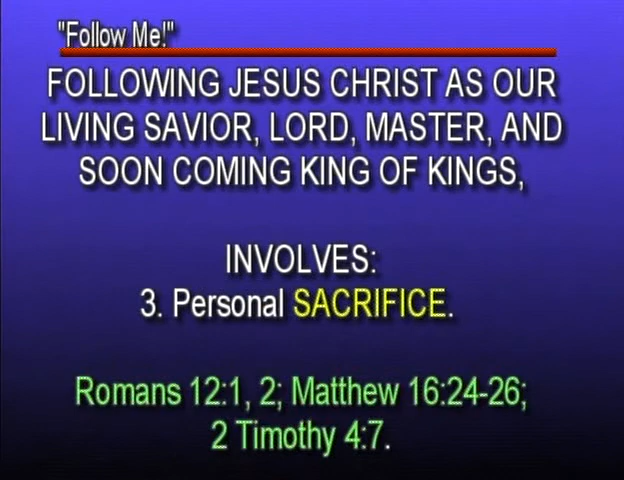 "Follow Me!"
FOLLOWING JESUS CHRIST AS OUR
LIVING SAVIOR, LORD, MASTER, AND
SOON COMING KING OF KINGS,
INVOLVES:
3. Personal SACRIFICE.
Romans 12:1, 2; Matthew 16:24-26;
2 Timothy 4:7.